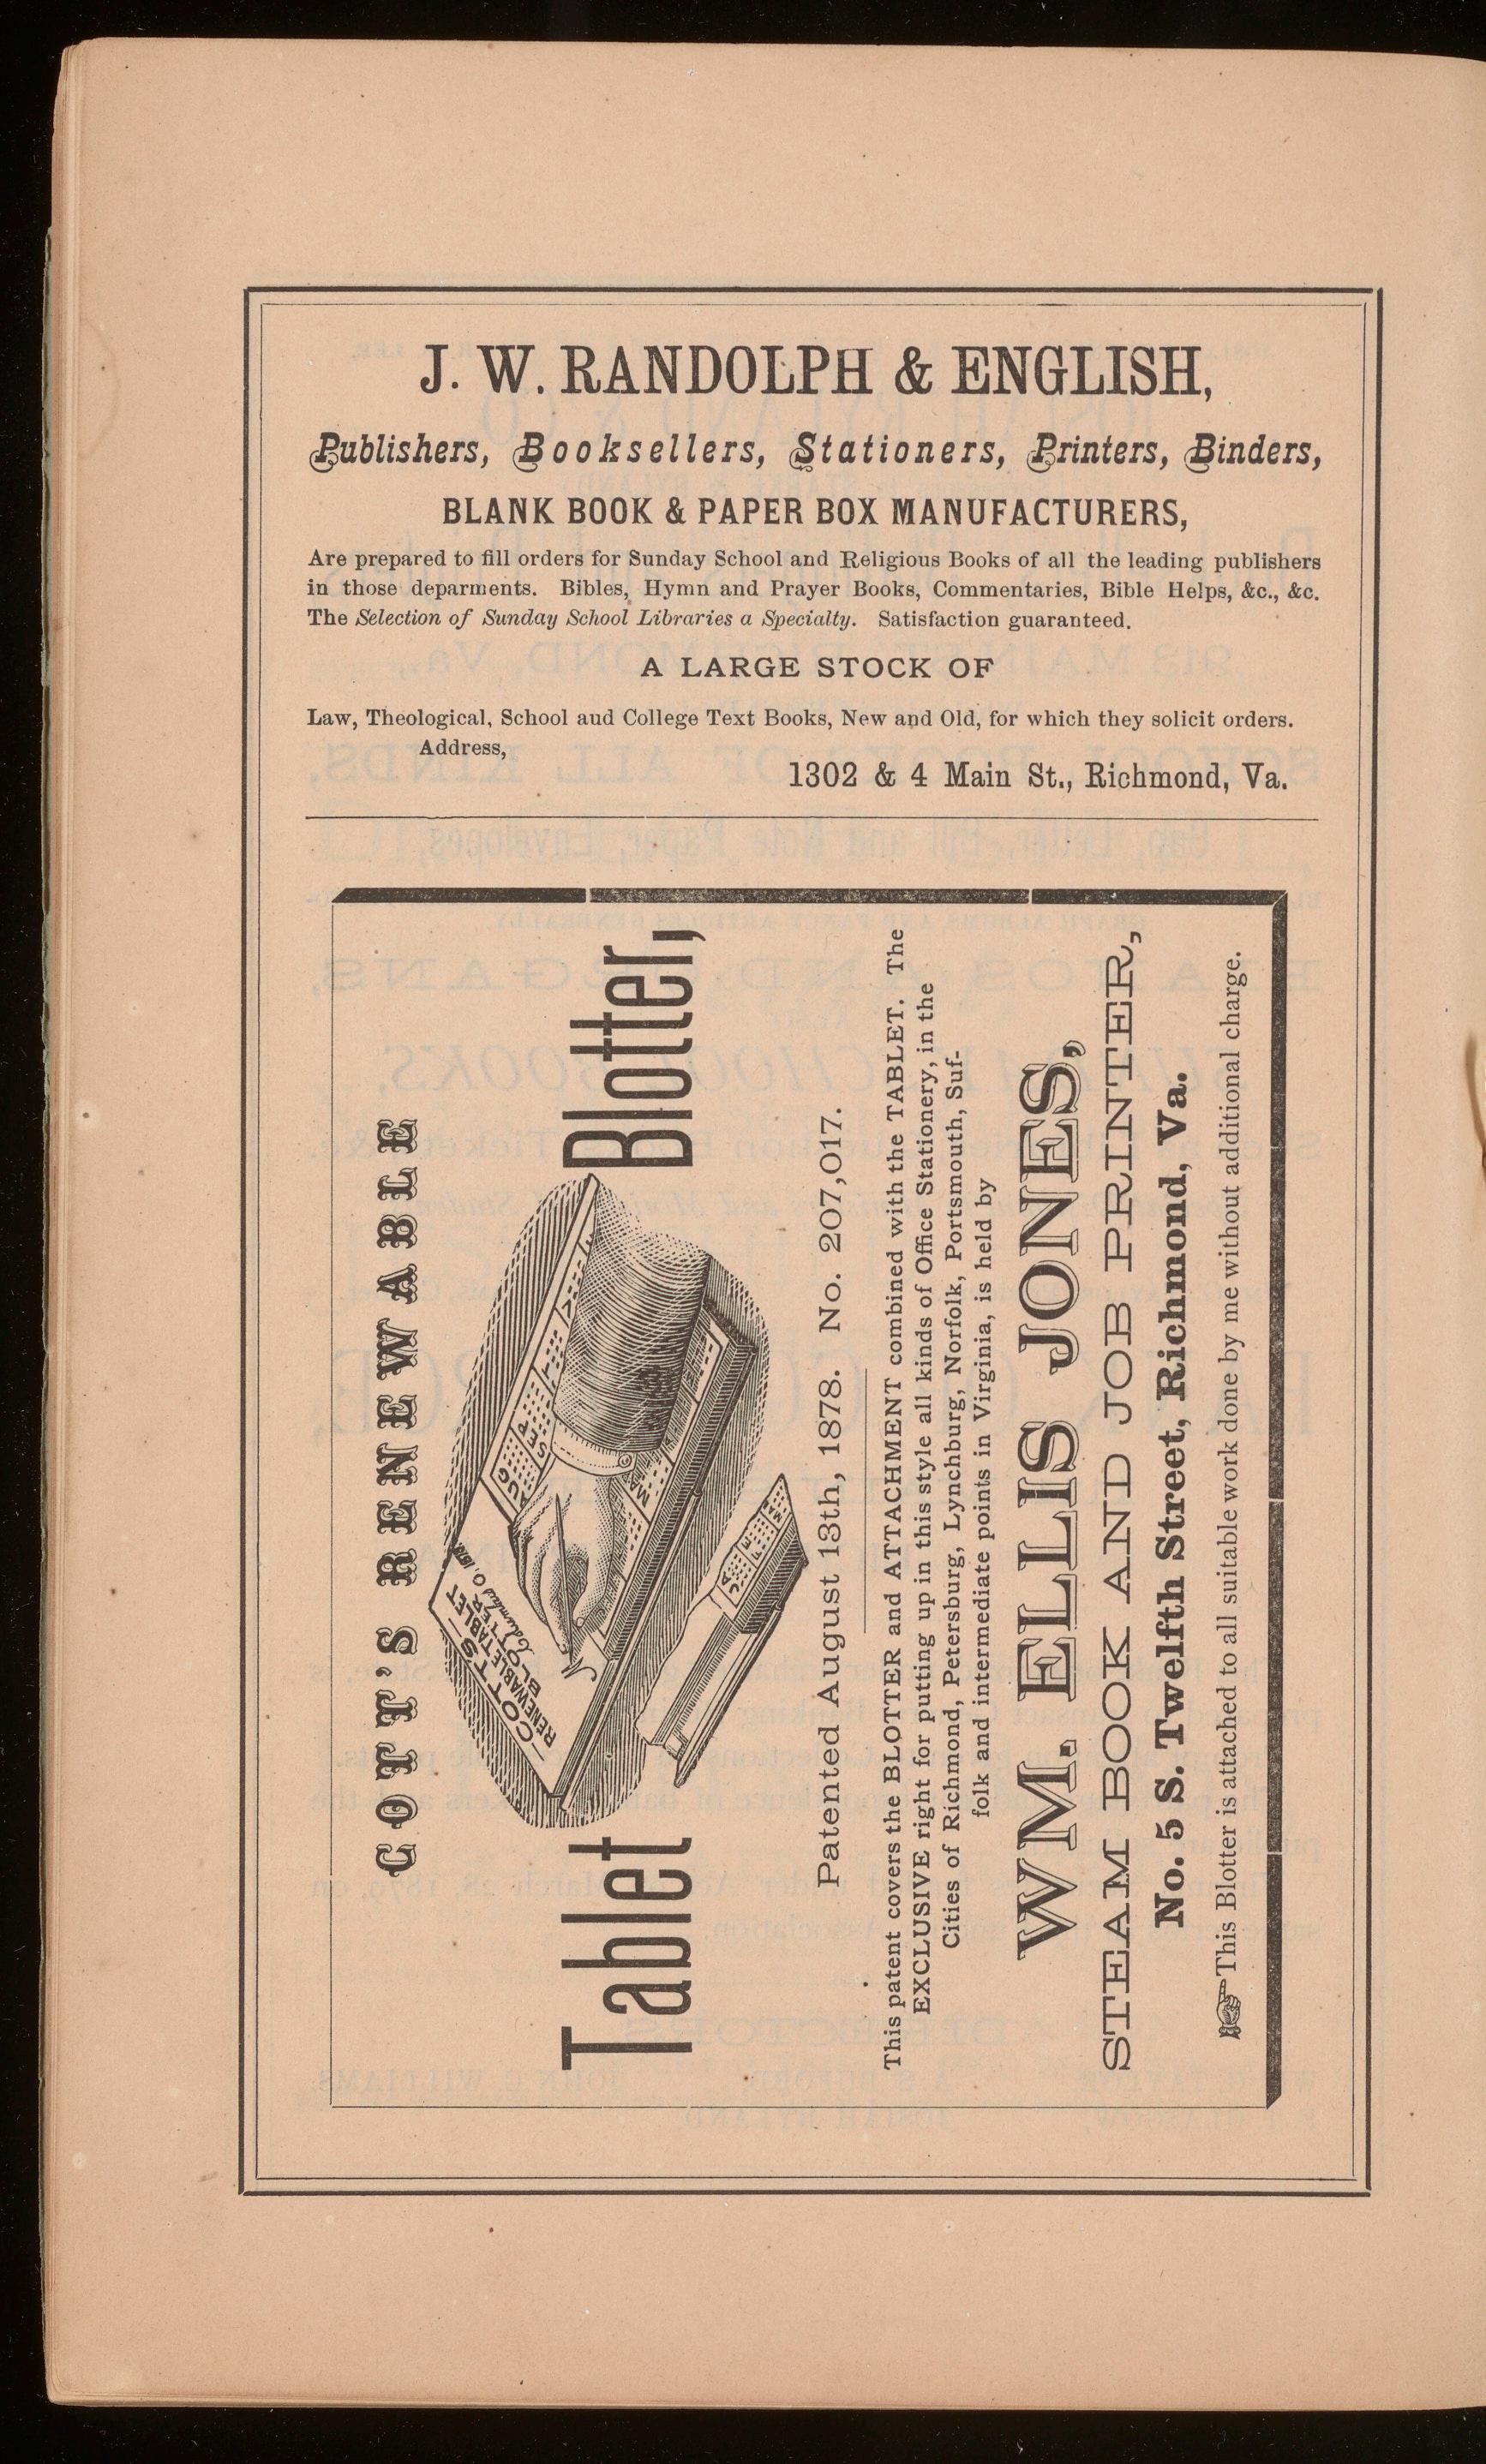 J. W. RANDOLPH & ENGLISH,
Publishers, Booksellers, Stationers, Printers, Binders,
BLANK BOOK & PAPER BOX MANUFACTURERS,
Are prepared to fill orders for Sunday School and Religious Books of all the leading publishers
in those deparments. Bibles, Hymn and Prayer Books, Commentaries, Bible Helps, &c., &c.
The Selection of Sunday School Libraries a Specialty. Satisfaction guaranteed.
A LARGE STOCK OF
Law, Theological, School aud College Text Books, New and Old, for which they solicit orders.
Address,
1302 & 4 Main St., Richmond, Va.
COTT'S RENEWABLE
Tablet Blotter,
—COTT'S—
RENEWABLE TABLET
BLOTTER
AUG
SEP
Patented August 13th, 1878. No. 207,017.
This patent covers the BLOTTER and ATTACHMENT combined with the TABLET. The
EXCLUSIVE right for putting up in this style all kinds of Office Stationery, in the
Cities of Richmond, Petersburg, Lynchburg, Norfolk, Portsmouth, Suf-
folk and intermediate points in Virginia, is held by
WM. ELLIS JONES,
STEAM BOOK AND JOB PRINTER,
No. 5 S. Twelfth Street, Richmond, Va.
☞This Blotter is attached to all suitable work done by me without additional charge.